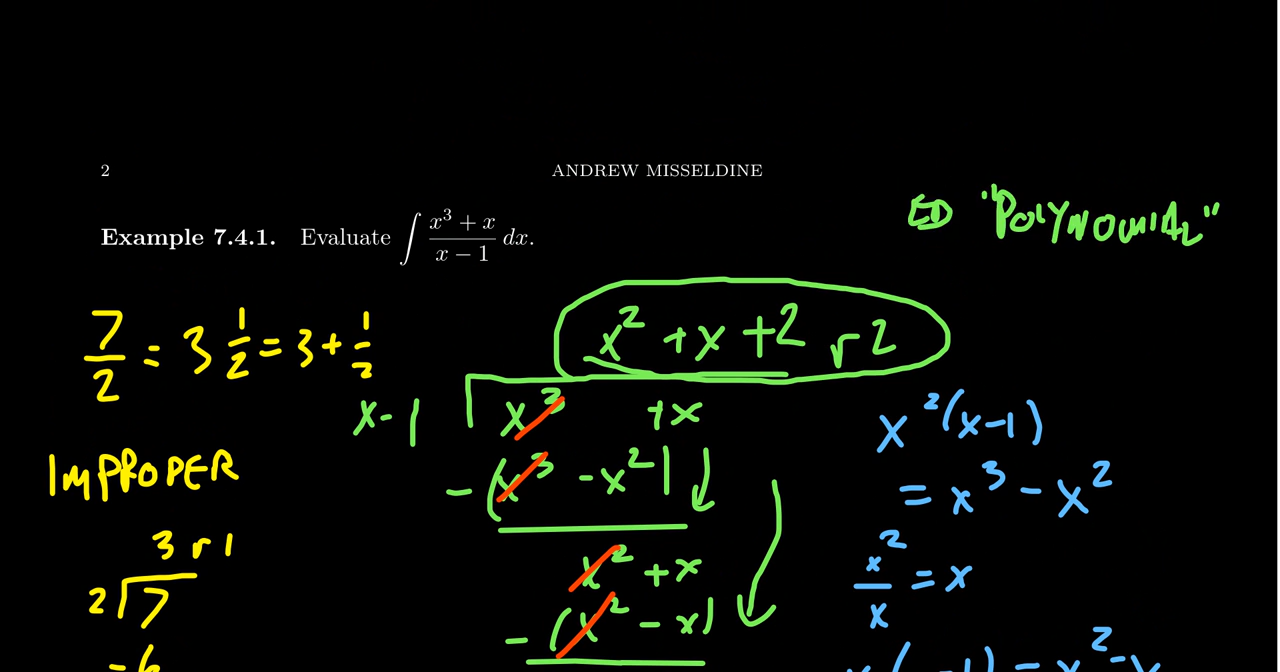 2 ANDREW MISSELDINE
"POLYNOMIAL"
Example 7.4.1. Evaluate ∫ (x³ + x)/(x − 1) dx.
7/2 = 3 1/2 = 3 + 1/2
IMPROPER
3 r 1
2 7
- 6
x² + x + 2 r 2
x - 1 x³ + x
- (x³ - x²)
x² + x
- (x² - x)
x²(x-1)
= x³ - x²
x²/x = x